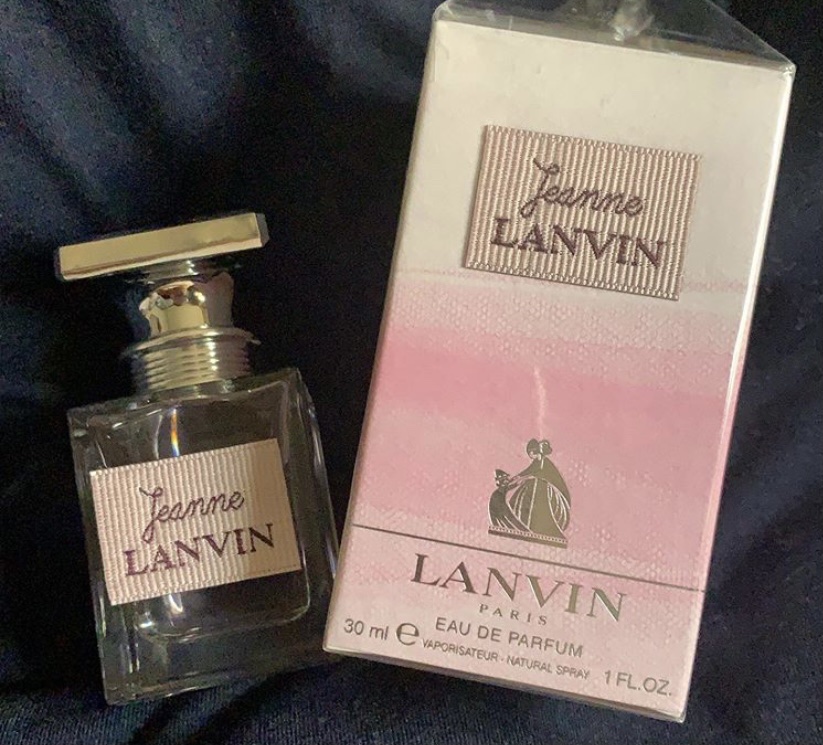 Jeanne
LANVIN
Jeanne
LANVIN
LANVIN
PARIS
EAU DE PARFUM
30 ml e VAPORISATEUR - NATURAL SPRAY 1 FL.OZ.